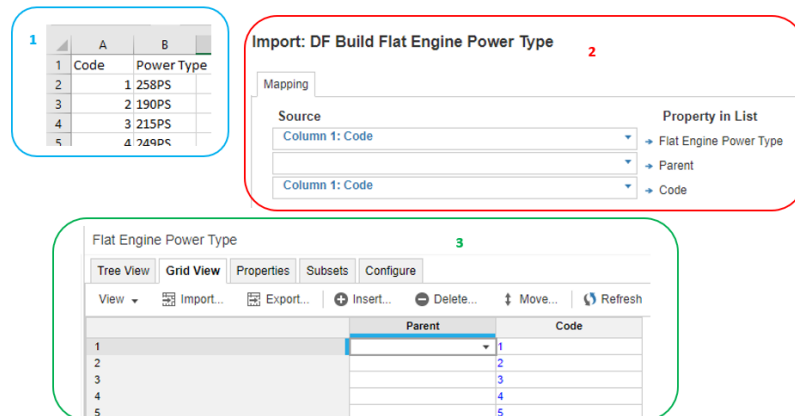 1
A B
1 Code Power Type
2 1 258PS
3 2 190PS
4 3 215PS
5 4 249PS
Import: DF Build Flat Engine Power Type
2
Mapping
Source Property in List
Column 1: Code Flat Engine Power Type
Parent
Column 1: Code Code
Flat Engine Power Type
3
Tree View Grid View Properties Subsets Configure
View Import... Export... Insert... Delete... Move... Refresh
Parent Code
1 1
2 2
3 3
4 4
5 5